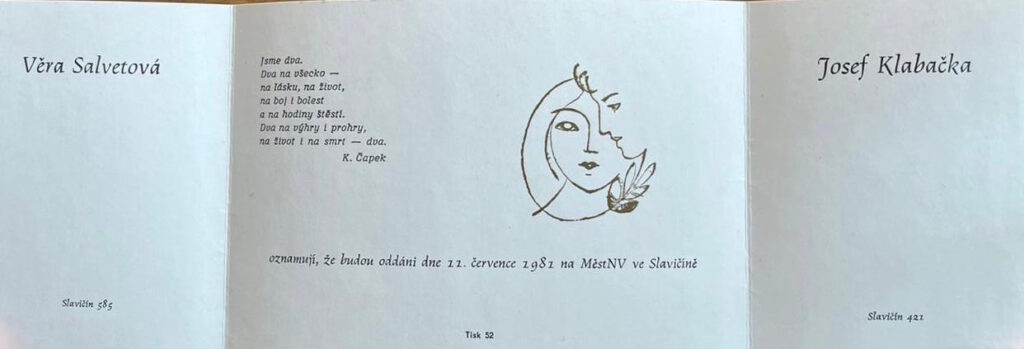 Věra Salvetová
Slavičín 585
Jsme dva.
Dva na všecko —
na lásku, na život,
na boj i bolest
a na hodiny štěstí.
Dva na výhry i prohry,
na život i na smrt — dva.
K. Čapek
oznamují, že budou oddáni dne 11. července 1981 na MěstNV ve Slavičíně
Tisk 52
Josef Klabačka
Slavičín 421